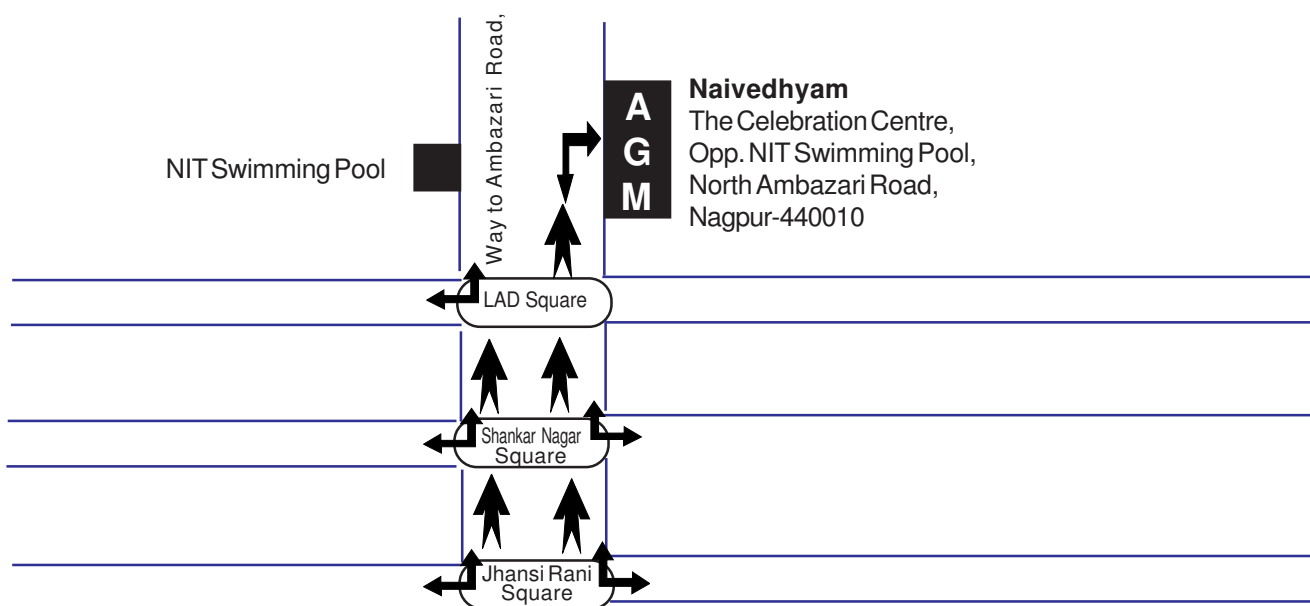 Way to Ambazari Road,
NIT Swimming Pool
A
G
M
Naivedhyam
The Celebration Centre,
Opp. NIT Swimming Pool,
North Ambazari Road,
Nagpur-440010
LAD Square
Shankar Nagar
Square
Jhansi Rani
Square